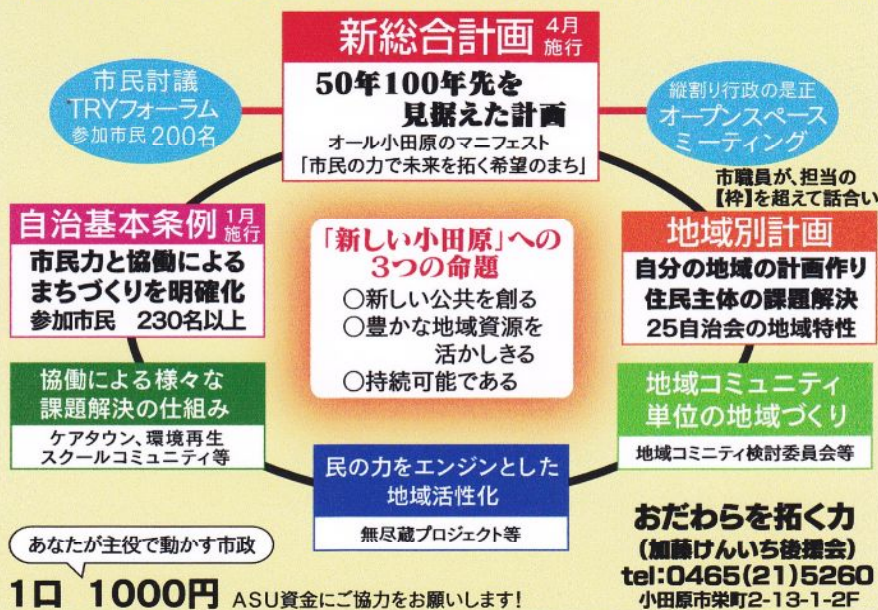 新総合計画 4月施行
50年100年先を
見据えた計画
オール小田原のマニフェスト
「市民の力で未来を拓く希望のまち」
市民討議
TRYフォーラム
参加市民 200名
縦割り行政の是正
オープンスペース
ミーティング
市職員が、担当の
【枠】を超えて話合い
自治基本条例 1月施行
市民力と協働による
まちづくりを明確化
参加市民 230名以上
「新しい小田原」への
3つの命題
○新しい公共を創る
○豊かな地域資源を
活かしきる
○持続可能である
地域別計画
自分の地域の計画作り
住民主体の課題解決
25自治会の地域特性
協働による様々な
課題解決の仕組み
ケアタウン、環境再生
スクールコミュニティ等
民の力をエンジンとした
地域活性化
無尽蔵プロジェクト等
地域コミュニティ
単位の地域づくり
地域コミニティ検討委員会等
あなたが主役で動かす市政
1口 1000円 ASU資金にご協力をお願いします!
おだわらを拓く力
(加藤けんいち後援会)
tel:0465(21)5260
小田原市栄町2-13-1-2F